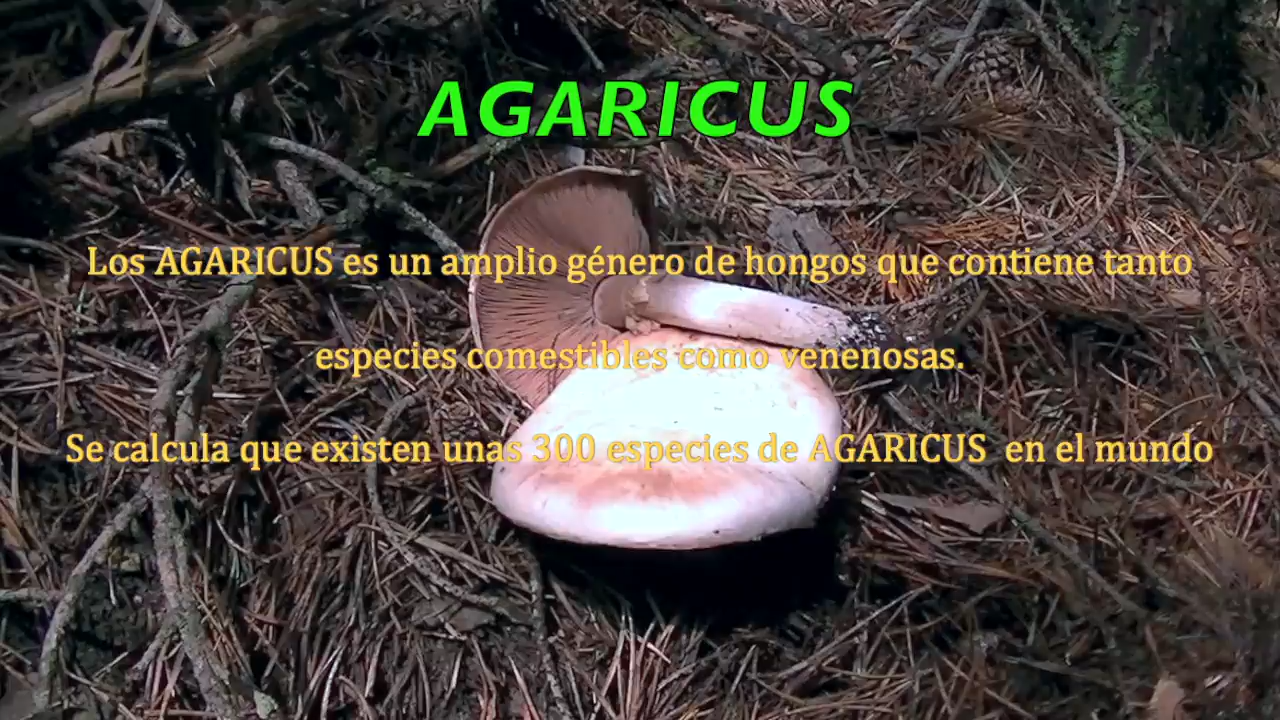 AGARICUS
Los AGARICUS es un amplio género de hongos que contiene tanto
especies comestibles como venenosas.
Se calcula que existen unas 300 especies de AGARICUS  en el mundo